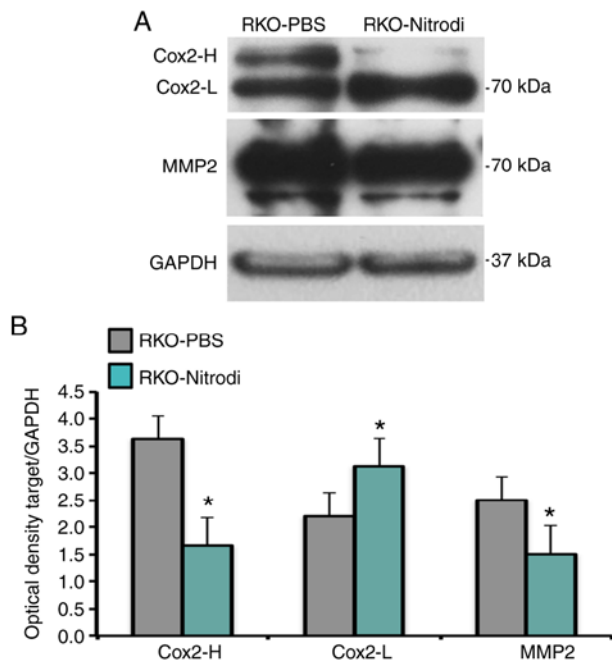 A
RKO-PBS RKO-Nitrodi
Cox2-H
Cox2-L -70 kDa
MMP2 -70 kDa
GAPDH -37 kDa
B
RKO-PBS
RKO-Nitrodi
Optical density target/GAPDH
4.5
4.0
3.5
3.0
2.5
2.0
1.5
1.0
0.5
0.0
* * *
Cox2-H Cox2-L MMP2